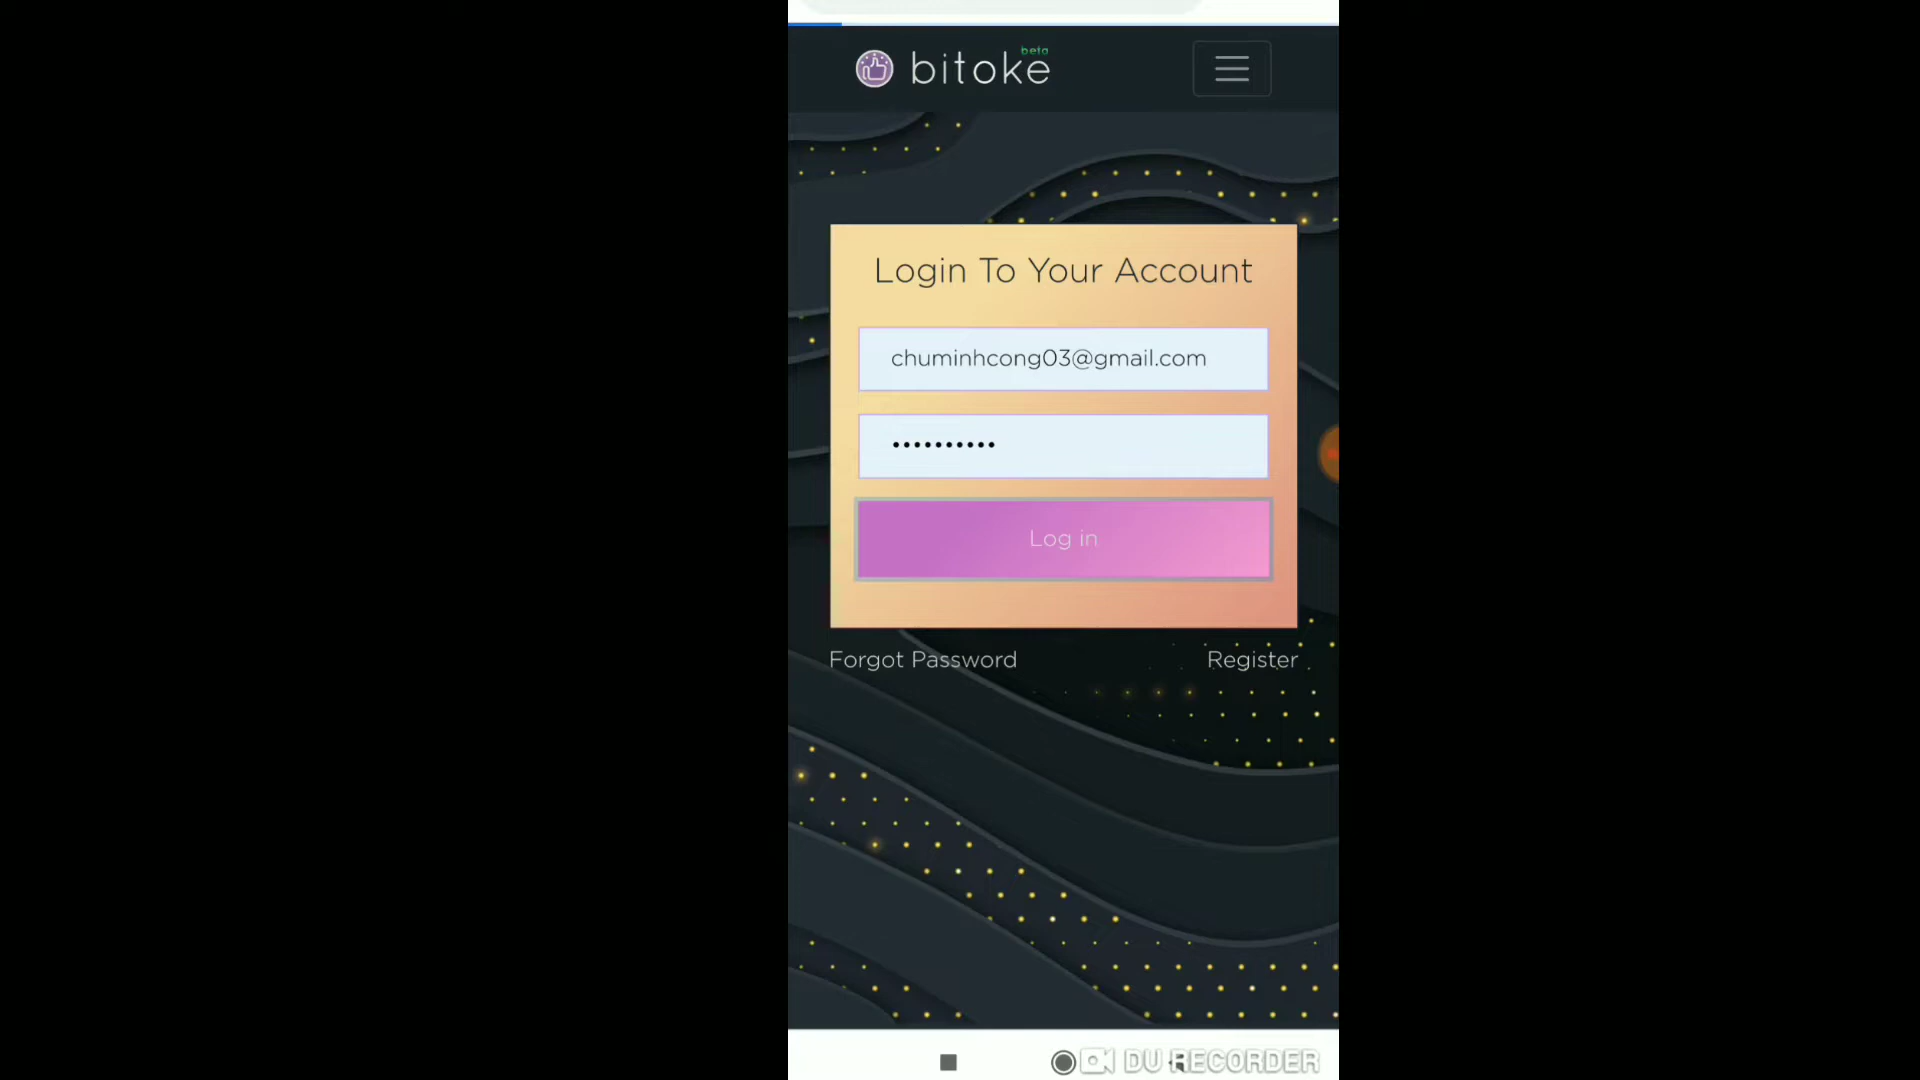 beta
bitoke
Login To Your Account
chuminhcong03@gmail.com
Log in
Forgot Password
Register
DU RECORDER